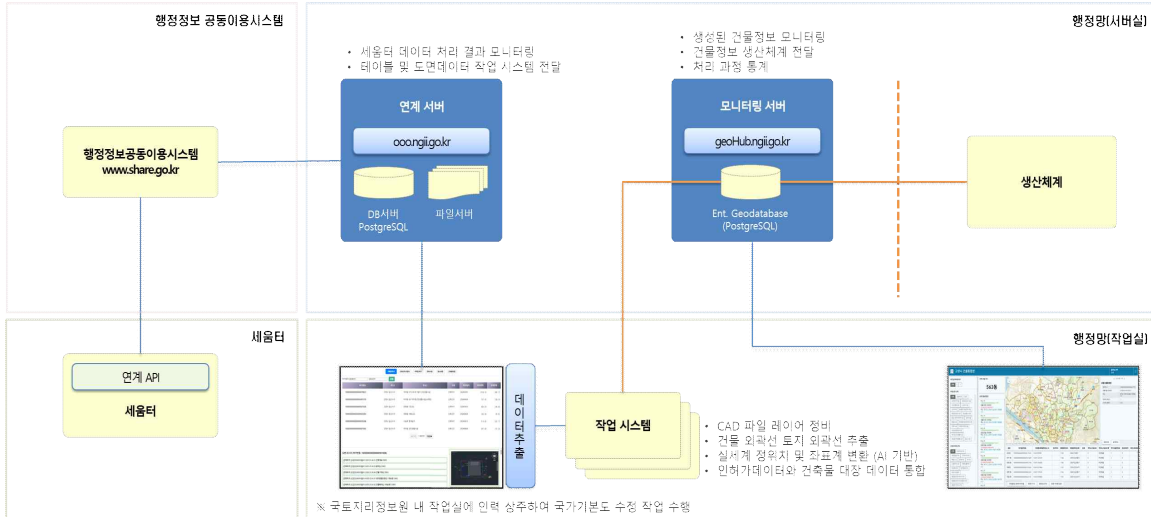 행정정보 공동이용시스템
행정망(서버실)
• 세움터 데이터 처리 결과 모니터링
• 테이블 및 도면데이터 작업 시스템 전달
• 생성된 건물정보 모니터링
• 건물정보 생산체계 전달
• 처리 과정 통계
연계 서버
ooo.ngii.go.kr
DB서버
PostgreSQL
파일서버
모니터링 서버
geoHub.ngii.go.kr
Ent. Geodatabase
(PostgreSQL)
행정정보공동이용시스템
www.share.go.kr
생산체계
세움터
연계 API
세움터
행정망(작업실)
데이터추출
작업 시스템
• CAD 파일 레이어 정비
• 건물 외곽선 토지 외곽선 추출
• 실세계 정위치 및 좌표계 변환 (AI 기반)
• 인허가데이터와 건축물 대장 데이터 통합
※ 국토지리정보원 내 작업실에 인력 상주하여 국가기본도 수정 작업 수행